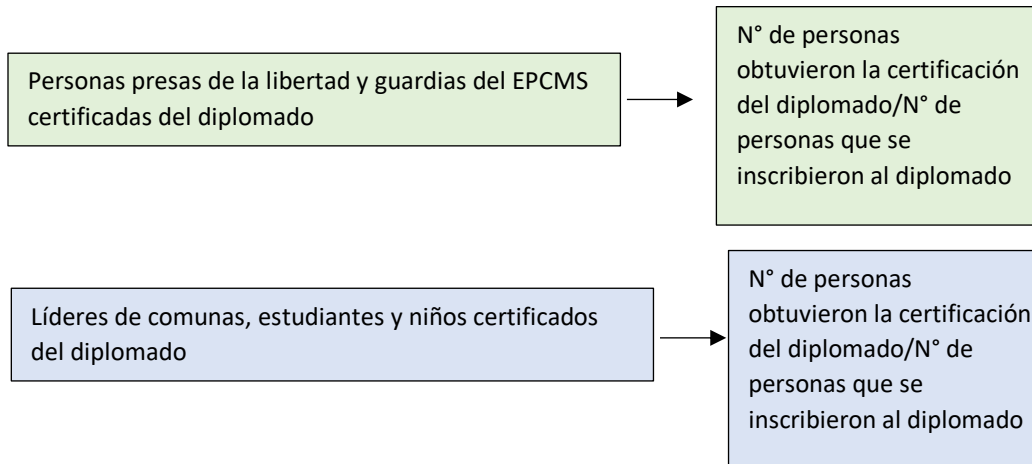 Personas presas de la libertad y guardias del EPCMS
certificadas del diplomado
N° de personas
obtuvieron la certificación
del diplomado/N° de
personas que se
inscribieron al diplomado
Líderes de comunas, estudiantes y niños certificados
del diplomado
N° de personas
obtuvieron la certificación
del diplomado/N° de
personas que se
inscribieron al diplomado